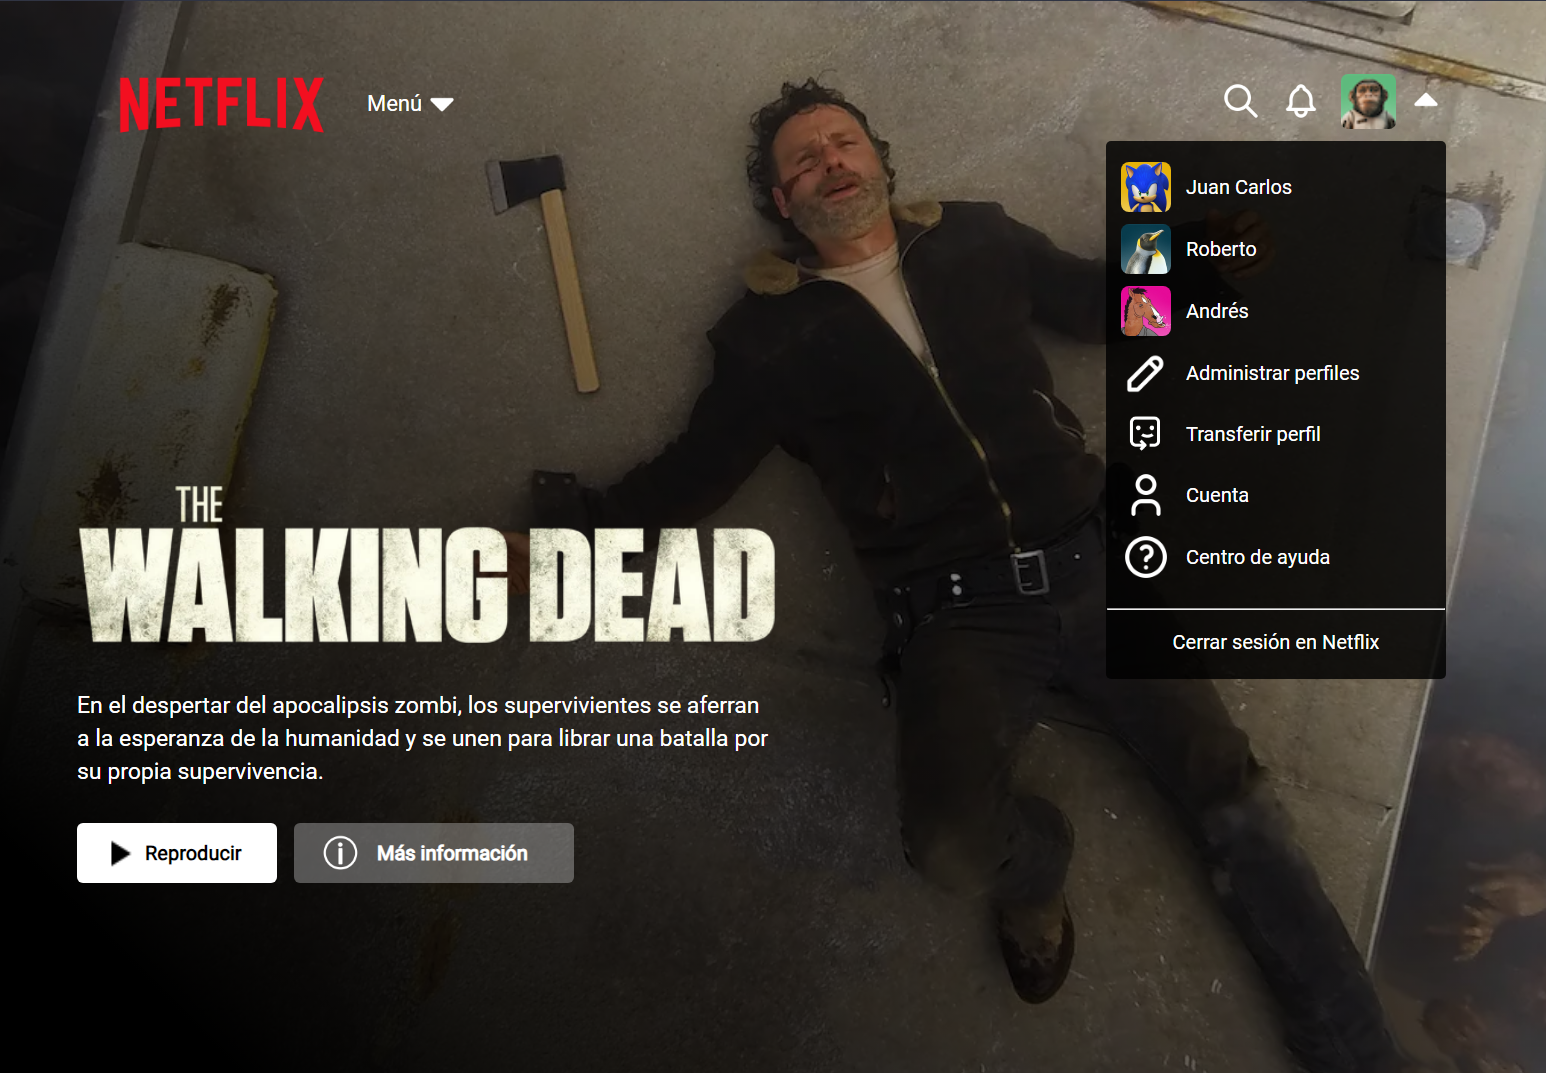 NETFLIX
Menú
Juan Carlos
Roberto
Andrés
Administrar perfiles
Transferir perfil
Cuenta
Centro de ayuda
Cerrar sesión en Netflix
THE
WALKING DEAD
En el despertar del apocalipsis zombi, los supervivientes se aferran
a la esperanza de la humanidad y se unen para librar una batalla por
su propia supervivencia.
Reproducir
Más información